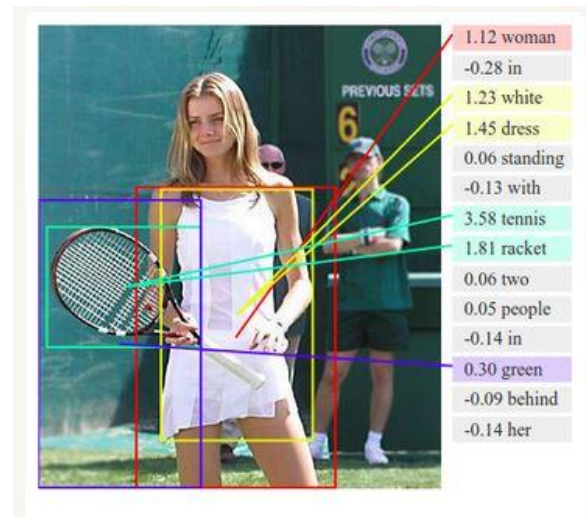 PREVIOUS SETS
6
1.12 woman
-0.28 in
1.23 white
1.45 dress
0.06 standing
-0.13 with
3.58 tennis
1.81 racket
0.06 two
0.05 people
-0.14 in
0.30 green
-0.09 behind
-0.14 her